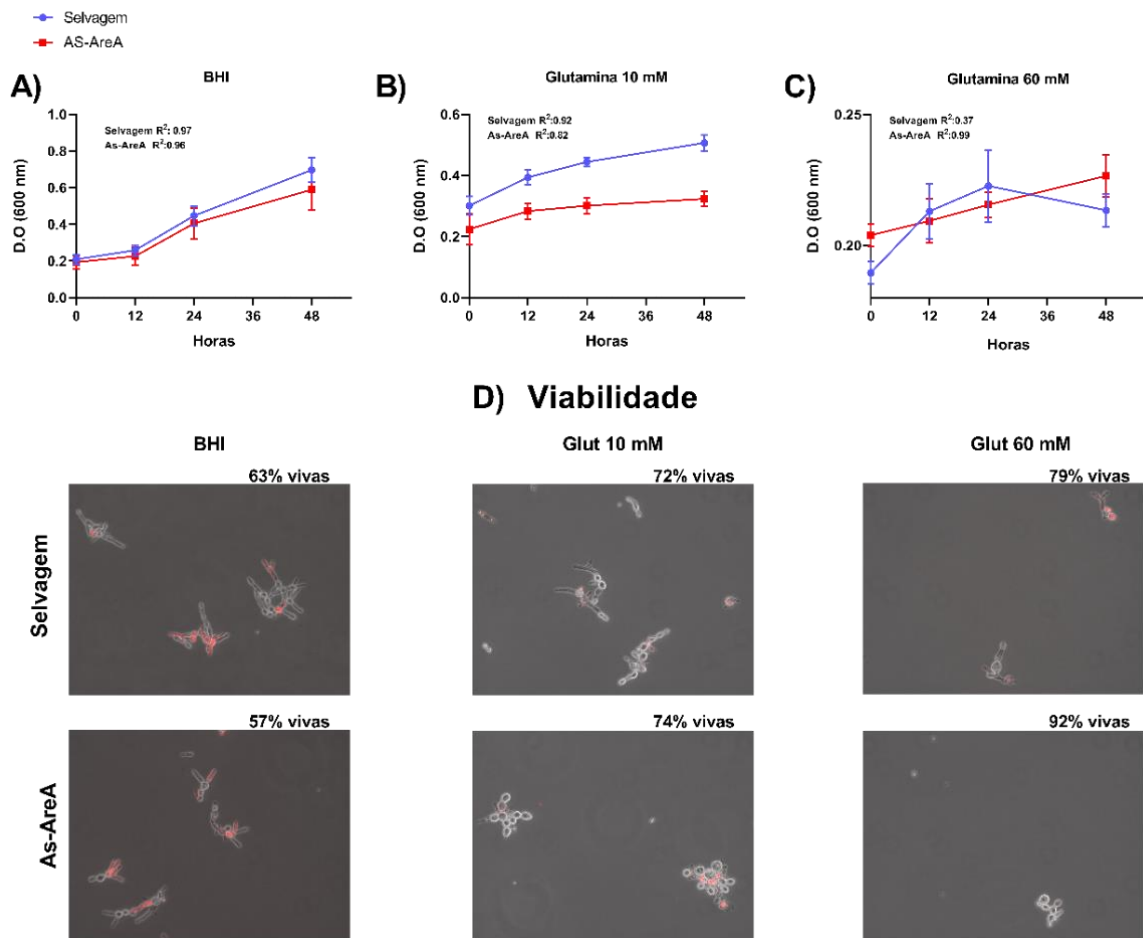 Selvagem
AS-AreA
A)
BHI
Selvagem R²: 0.97
As-AreA R²:0.96
D.O (600 nm)
1.0
0.8
0.6
0.4
0.2
0.0
0 12 24 36 48
Horas
B)
Glutamina 10 mM
Selvagem R²:0.92
As-AreA R²:0.82
D.O (600 nm)
0.6
0.4
0.2
0.0
0 12 24 36 48
Horas
C)
Glutamina 60 mM
Selvagem R²:0.37
As-AreA R²:0.99
D.O (600 nm)
0.25
0.20
0 12 24 36 48
Horas
D) Viabilidade
BHI
Glut 10 mM
Glut 60 mM
Selvagem
63% vivas
72% vivas
79% vivas
As-AreA
57% vivas
74% vivas
92% vivas